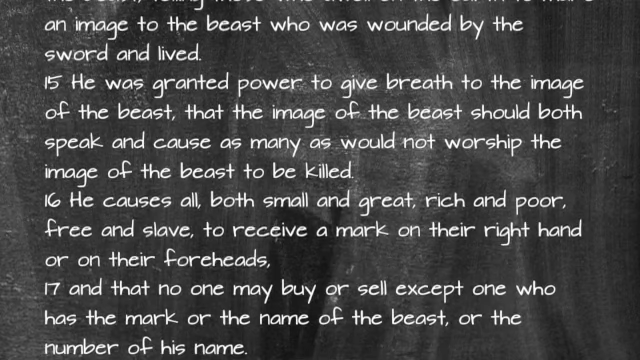 an image to the beast who was wounded by the
sword and lived.
15 He was granted power to give breath to the image
of the beast, that the image of the beast should both
speak and cause as many as would not worship the
image of the beast to be killed.
16 He causes all, both small and great, rich and poor,
free and slave, to receive a mark on their right hand
or on their foreheads,
17 and that no one may buy or sell except one who
has the mark or the name of the beast, or the
number of his name.